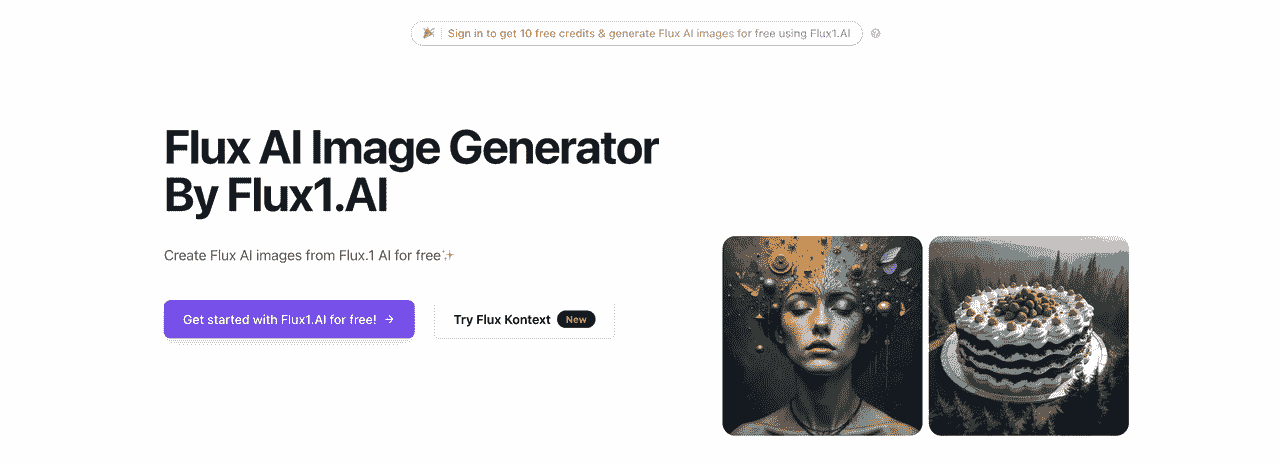 Sign in to get 10 free credits & generate Flux AI images for free using Flux1.AI
Flux AI Image Generator
By Flux1.AI
Create Flux AI images from Flux.1 AI for free✨
Get started with Flux1.AI for free! →
Try Flux Kontext New